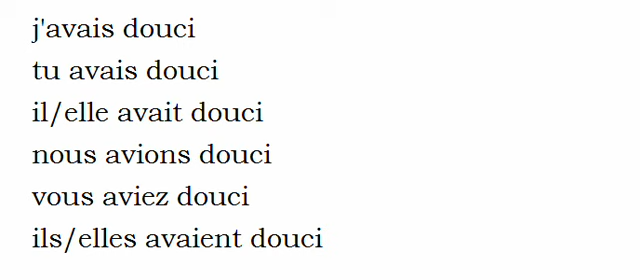 j'avais douci
tu avais douci
il/elle avait douci
nous avions douci
vous aviez douci
ils/elles avaient douci